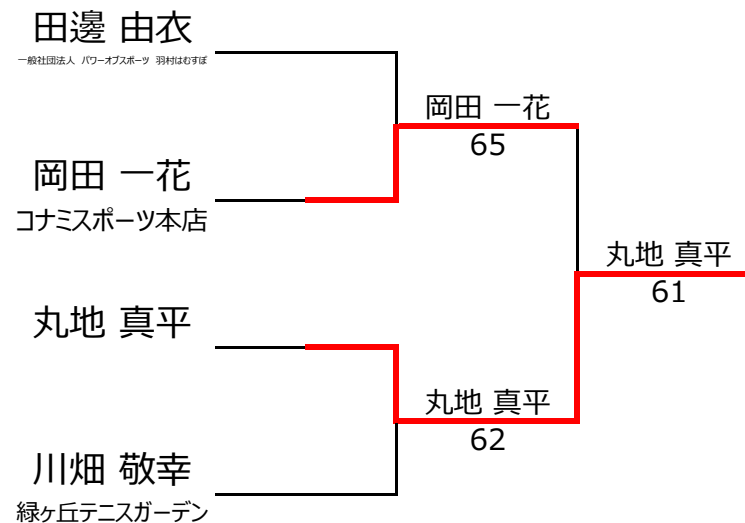 田邊 由衣
一般社団法人 パワーオブスポーツ 羽村はむすぽ
岡田 一花
65
岡田 一花
コナミスポーツ本店
丸地 真平
61
丸地 真平
丸地 真平
62
川畑 敬幸
緑ヶ丘テニスガーデン